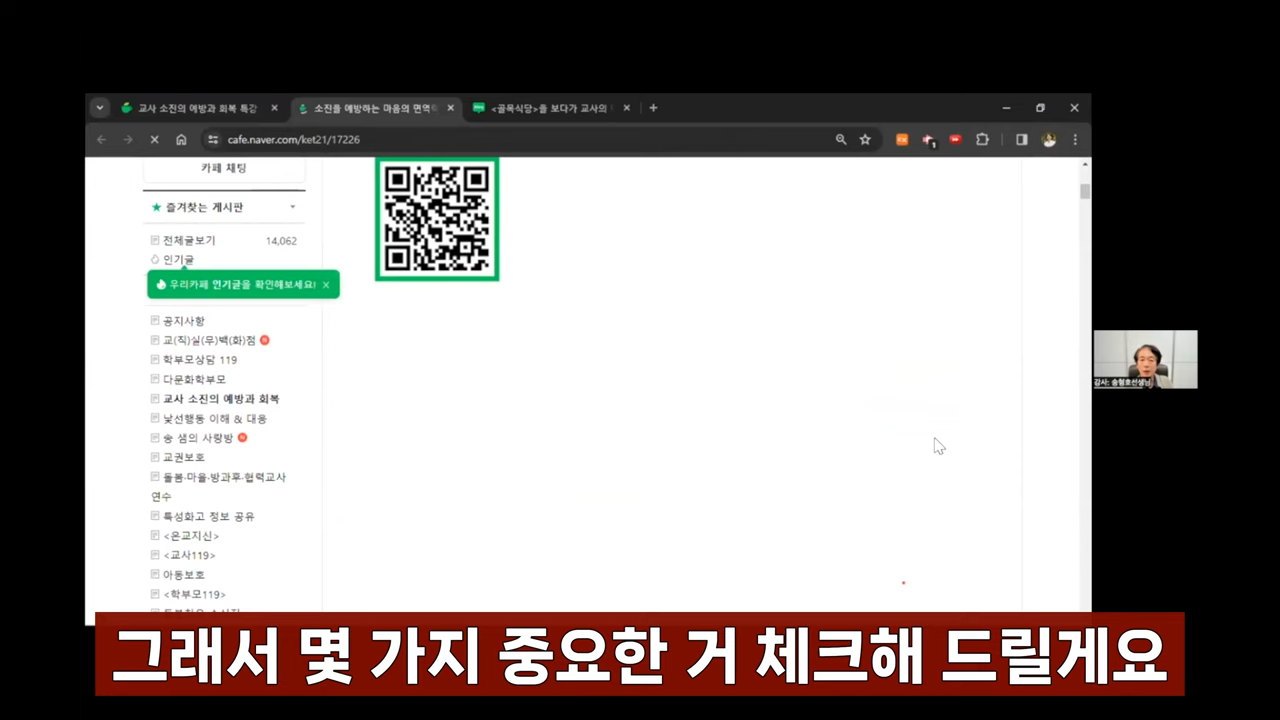 교사 소진의 예방과 회복 특강
소진을 예방하는 마음의 면역
<골목식당>을 보다가 교사의
cafe.naver.com/ket21/17226
카페 채팅
즐겨찾는 게시판
전체글보기 14,062
인기글
우리카페 인기글을 확인해보세요!
공지사항
교(직)실(무)백(화)점
학부모상담 119
다문화학부모
교사 소진의 예방과 회복
낯선행동 이해 & 대응
송 샘의 사랑방
교권보호
돌봄·마을·방과후·협력교사
연수
특성화고 정보 공유
<온교지신>
<교사119>
아동보호
<학부모119>
강사: 송형호선생님
그래서 몇 가지 중요한 거 체크해 드릴게요